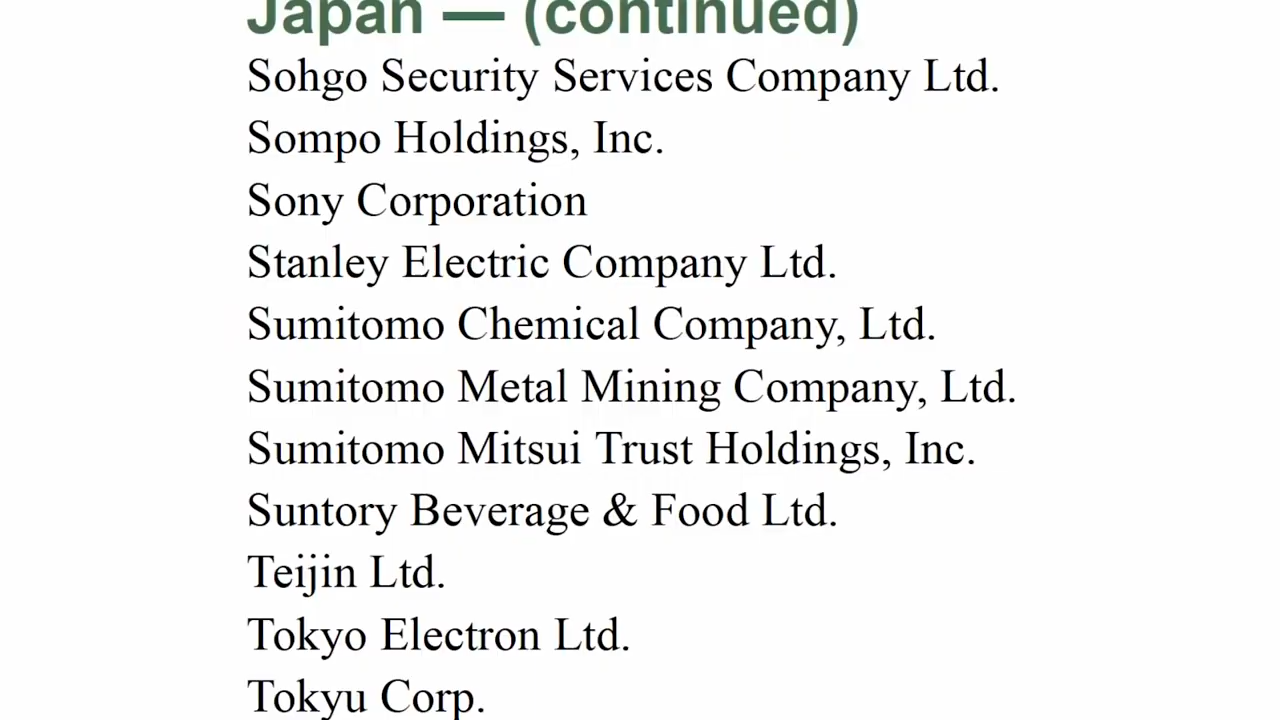 Japan — (continued)
Sohgo Security Services Company Ltd.
Sompo Holdings, Inc.
Sony Corporation
Stanley Electric Company Ltd.
Sumitomo Chemical Company, Ltd.
Sumitomo Metal Mining Company, Ltd.
Sumitomo Mitsui Trust Holdings, Inc.
Suntory Beverage & Food Ltd.
Teijin Ltd.
Tokyo Electron Ltd.
Tokyu Corp.